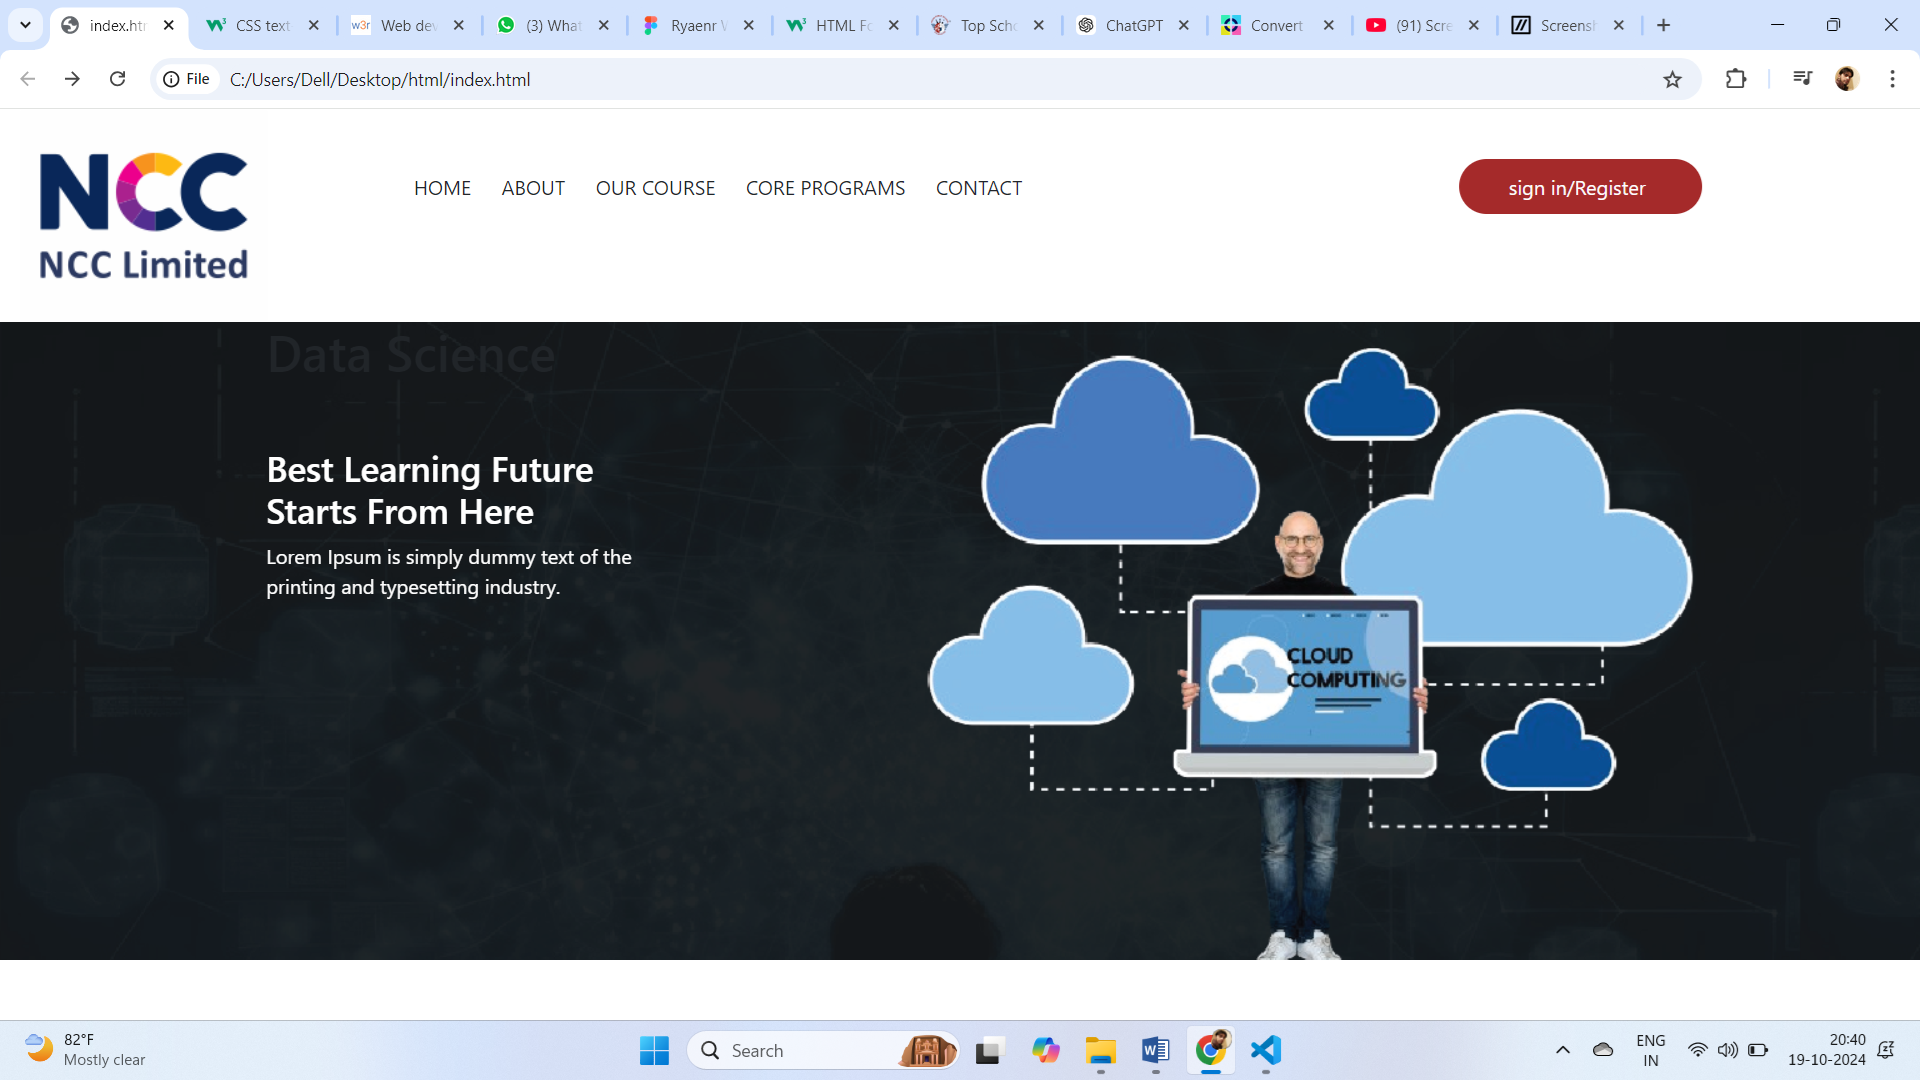 index.htm
CSS text
Web dev
(3) What
Ryaenr W
HTML Fo
Top Scho
ChatGPT
Convert
(91) Scre
Screensh
File
C:/Users/Dell/Desktop/html/index.html
NCC
NCC Limited
HOME
ABOUT
OUR COURSE
CORE PROGRAMS
CONTACT
sign in/Register
Data Science
Best Learning Future
Starts From Here
Lorem Ipsum is simply dummy text of the
printing and typesetting industry.
CLOUD
COMPUTING
82°F
Mostly clear
Search
ENG
IN
20:40
19-10-2024